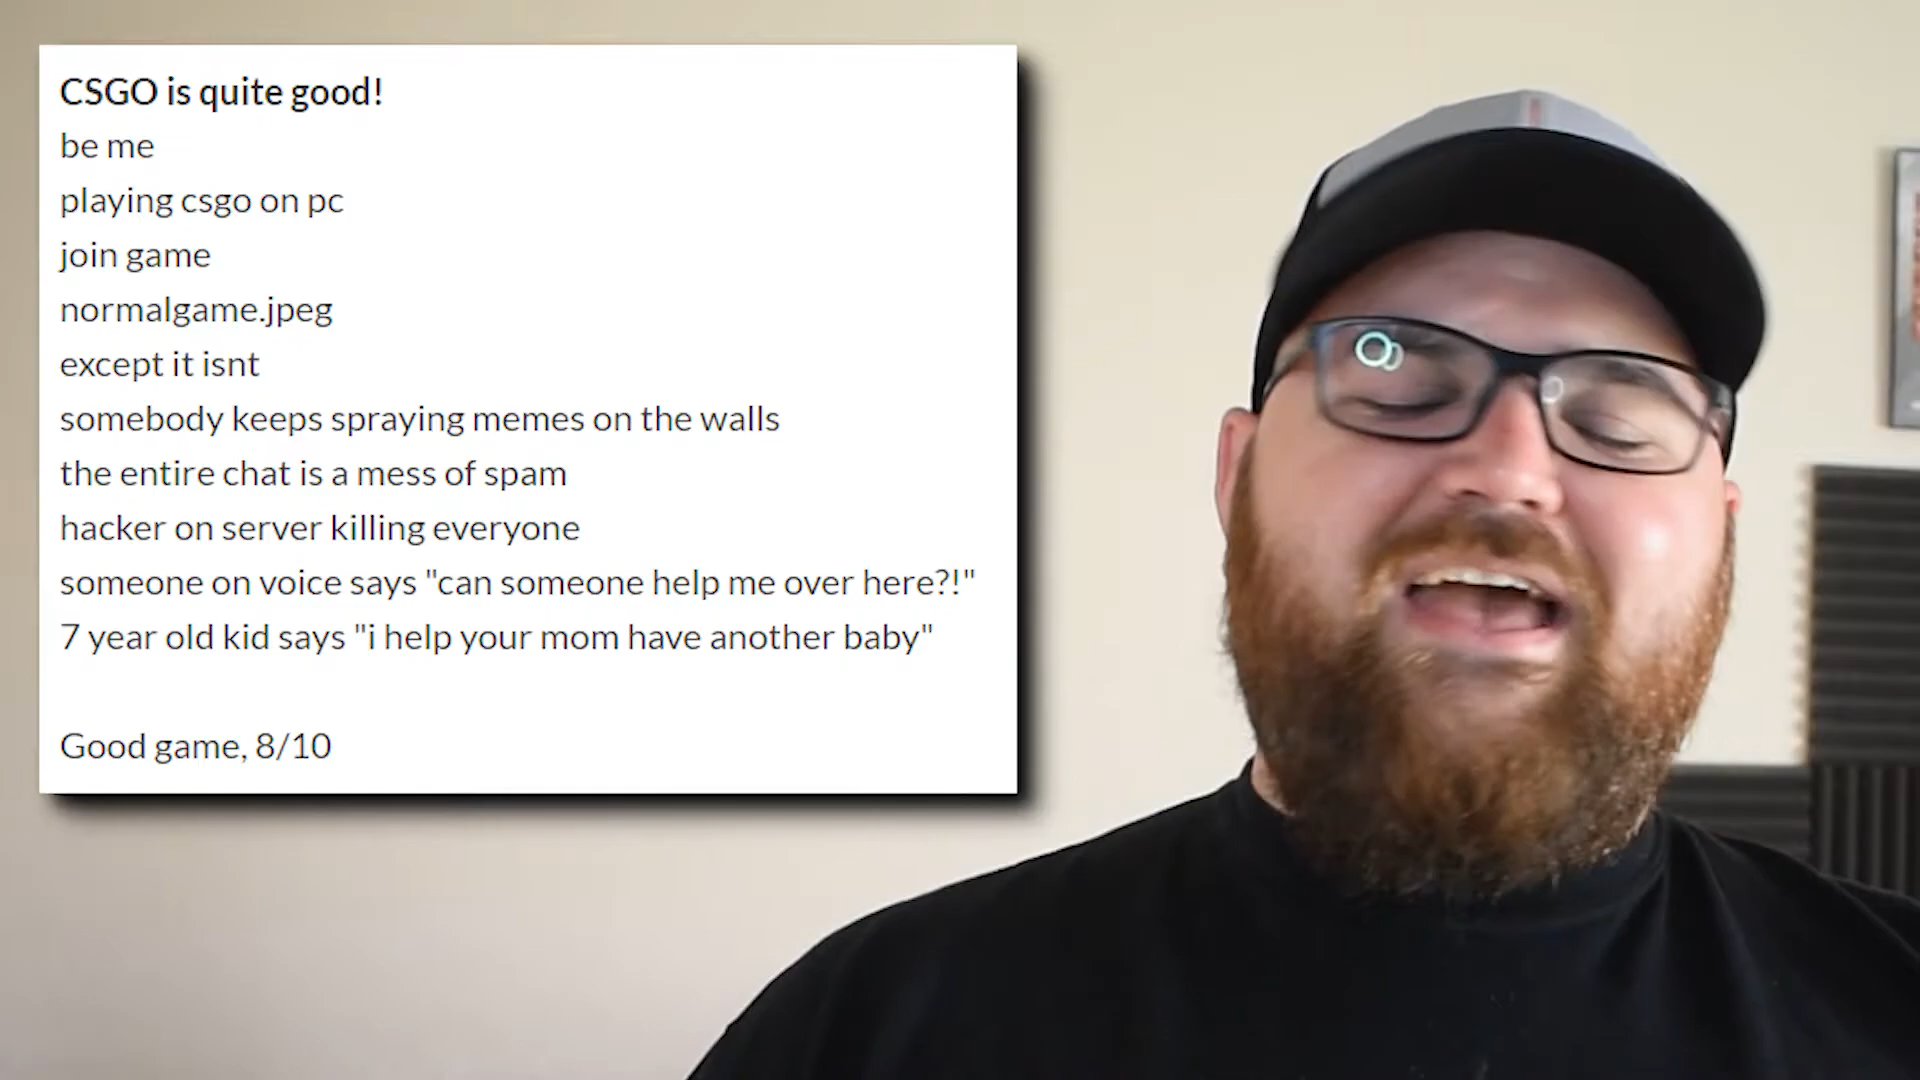 CSGO is quite good!
be me
playing csgo on pc
join game
normalgame.jpeg
except it isnt
somebody keeps spraying memes on the walls
the entire chat is a mess of spam
hacker on server killing everyone
someone on voice says "can someone help me over here?!"
7 year old kid says "i help your mom have another baby"
Good game, 8/10